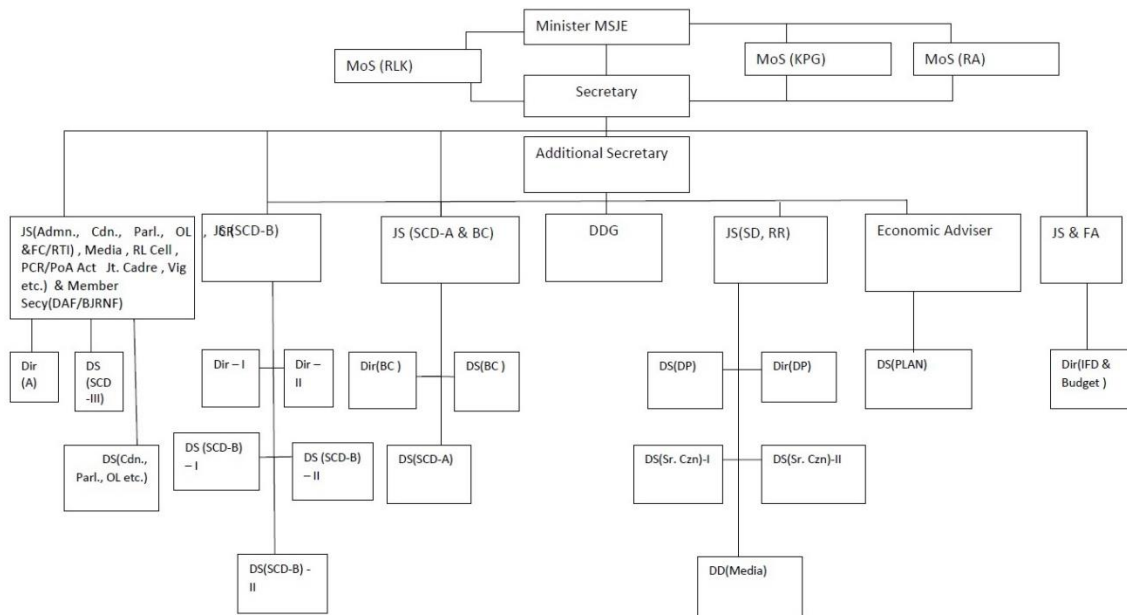 Minister MSJE
MoS (RLK)
MoS (KPG)
MoS (RA)
Secretary
Additional Secretary
JS(Admn., Cdn., Parl., OL , CR
&FC/RTI) , Media , RL Cell ,
PCR/PoA Act Jt. Cadre , Vig
etc.) & Member
Secy(DAF/BJRNF)
JS (SCD-B)
JS (SCD-A & BC)
DDG
JS(SD, RR)
Economic Adviser
JS & FA
Dir
(A)
DS
(SCD
-III)
Dir – I
Dir –
II
Dir(BC )
DS(BC )
DS(DP)
Dir(DP)
DS(PLAN)
Dir(IFD &
Budget )
DS(Cdn.,
Parl., OL etc.)
DS (SCD-B)
– I
DS (SCD-B)
– II
DS(SCD-A)
DS(Sr. Czn)-I
DS(Sr. Czn)-II
DS(SCD-B) -
II
DD(Media)